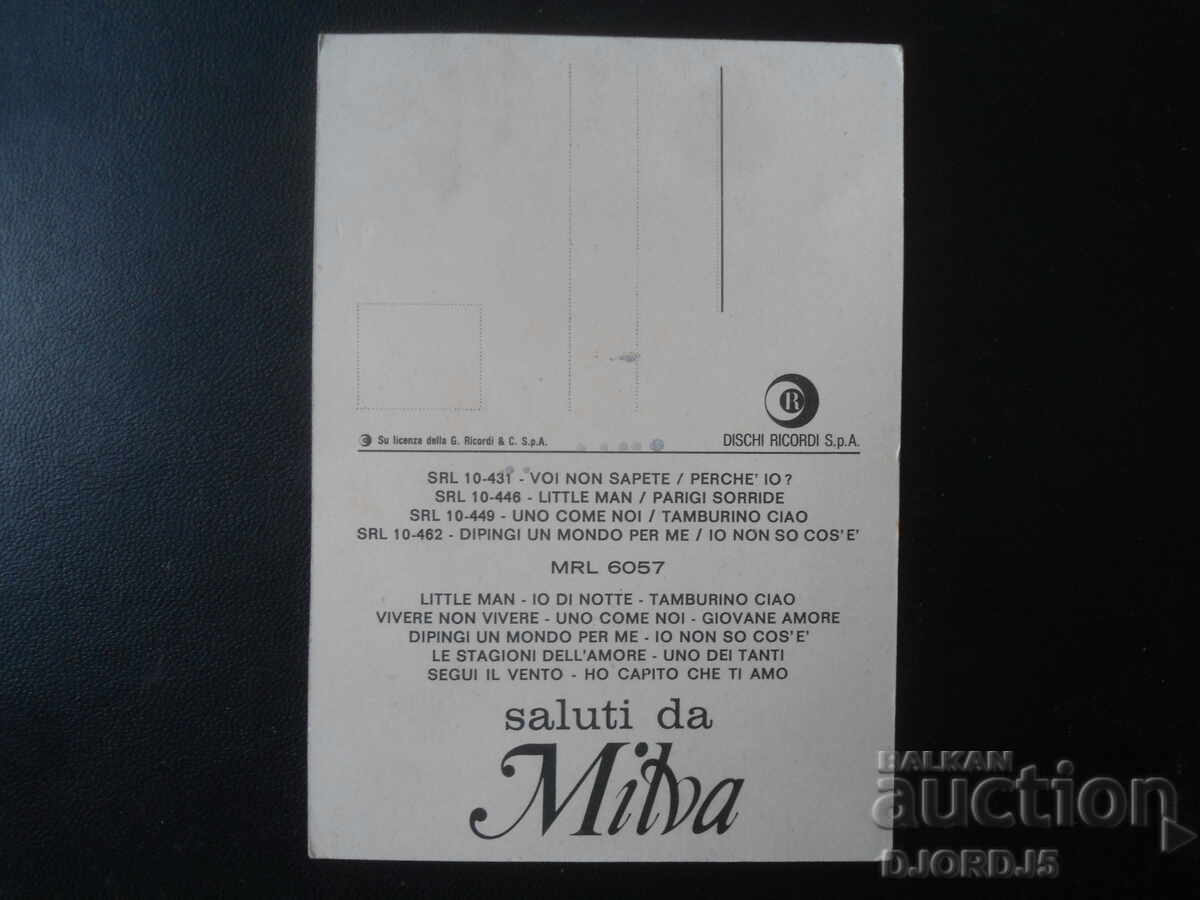 R
Su licenza della G. Ricordi & C. S.p.A.
DISCHI RICORDI S.p.A.
SRL 10-431 - VOI NON SAPETE / PERCHE' IO ?
SRL 10-446 - LITTLE MAN / PARIGI SORRIDE
SRL 10-449 - UNO COME NOI / TAMBURINO CIAO
SRL 10-462 - DIPINGI UN MONDO PER ME / IO NON SO COS'E'
MRL 6057
LITTLE MAN - IO DI NOTTE - TAMBURINO CIAO
VIVERE NON VIVERE - UNO COME NOI - GIOVANE AMORE
DIPINGI UN MONDO PER ME - IO NON SO COS'E'
LE STAGIONI DELL'AMORE - UNO DEI TANTI
SEGUI IL VENTO - HO CAPITO CHE TI AMO
saluti da
Milva
BALKAN
auction
DJORDJ5